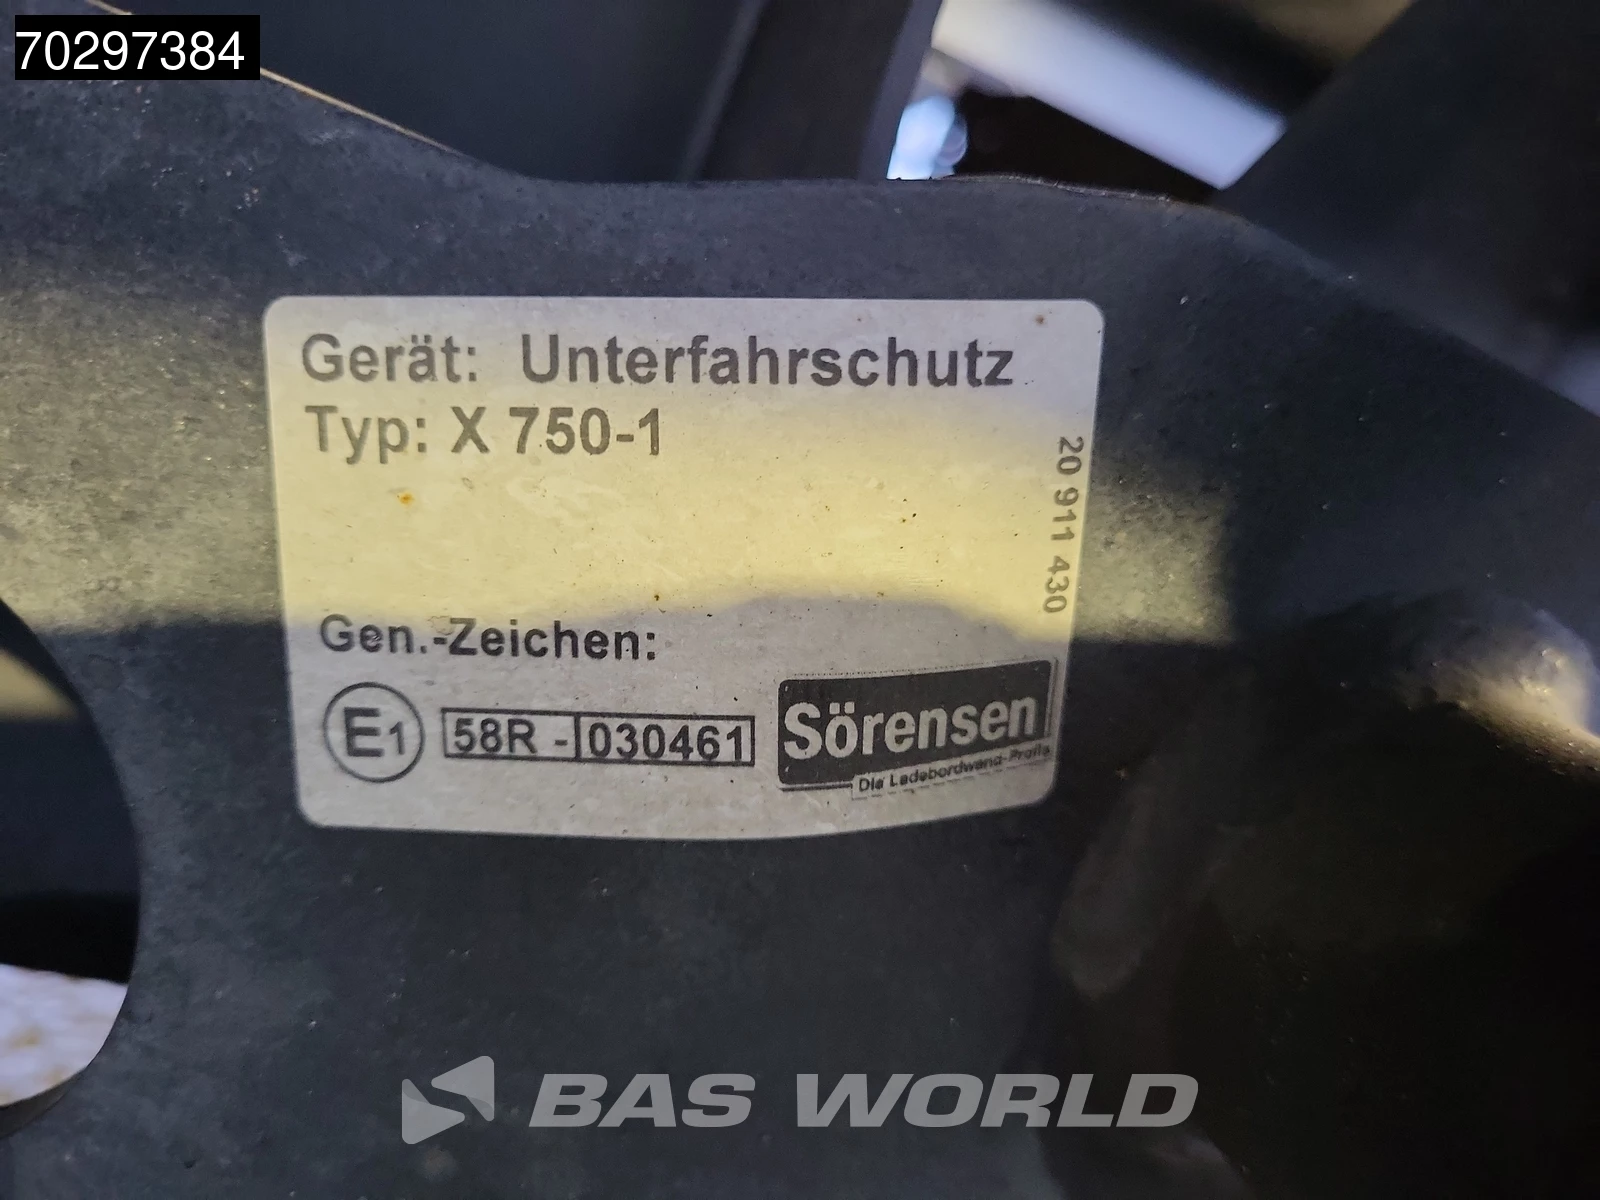 70297384
Gerät: Unterfahrschutz
Typ: X 750-1
20 911 430
Gen.-Zeichen:
E1 58R - 030461
Sörensen
Die Ladebordwand-Profis
BAS WORLD